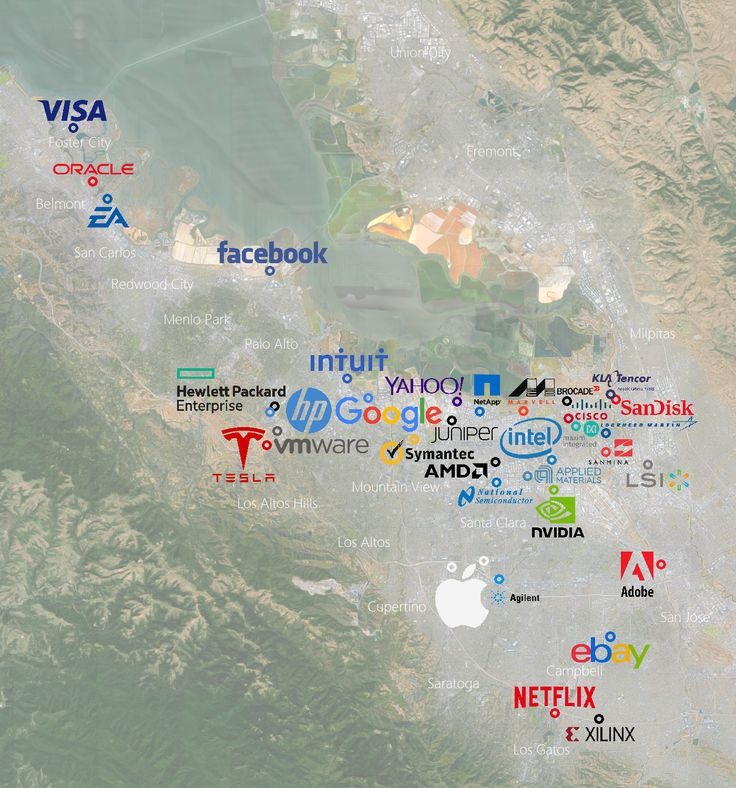 Union City
VISA
Foster City
Fremont
ORACLE
Belmont
EA
San Carlos
facebook
Redwood City
Menlo Park
Milpitas
Palo Alto
intuit
Hewlett Packard
Enterprise
hp
YAHOO!
NetApp
MARVELL
BROCADE
KLA Tencor
Google
CISCO
SanDisk
LOCKHEED MARTIN
TESLA
vmware
JUNIPER
intel
maxim
integrated
Symantec
SANMINA
AMD
APPLIED
MATERIALS
LSI
Mountain View
National
Semiconductor
Los Altos Hills
Santa Clara
NVIDIA
Los Altos
Adobe
Agilent
Cupertino
San Jose
ebay
Campbell
Saratoga
NETFLIX
XILINX
Los Gatos